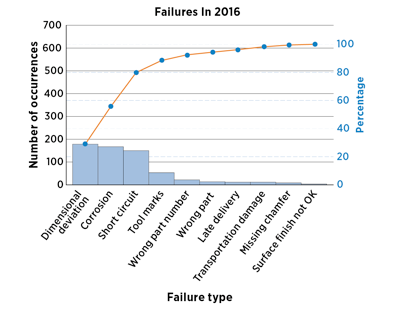 Failures In 2016
Number of occurrences
700
600
500
400
300
200
100
0
100
80
60
40
20
0
Percentage
Dimensional
deviation
Corrosion
Short circuit
Tool marks
Wrong part number
Wrong part
Late delivery
Transportation damage
Missing chamfer
Surface finish not OK
Failure type